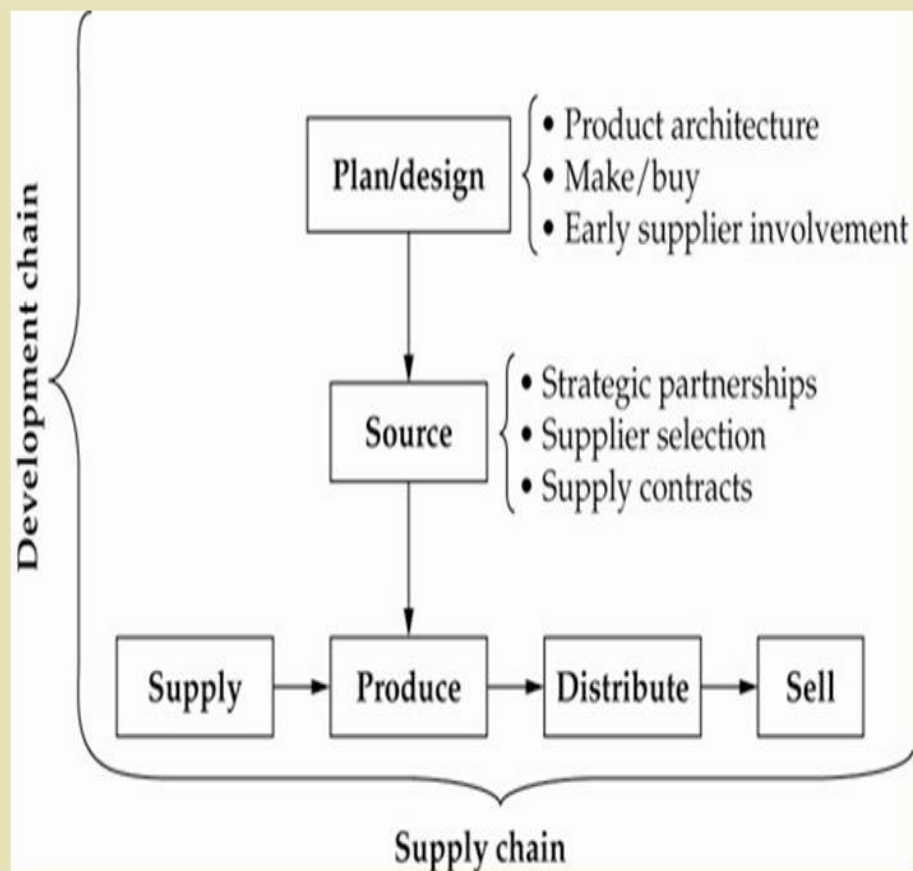 Development chain
Plan/design
• Product architecture
• Make/buy
• Early supplier involvement
Source
• Strategic partnerships
• Supplier selection
• Supply contracts
Supply
Produce
Distribute
Sell
Supply chain